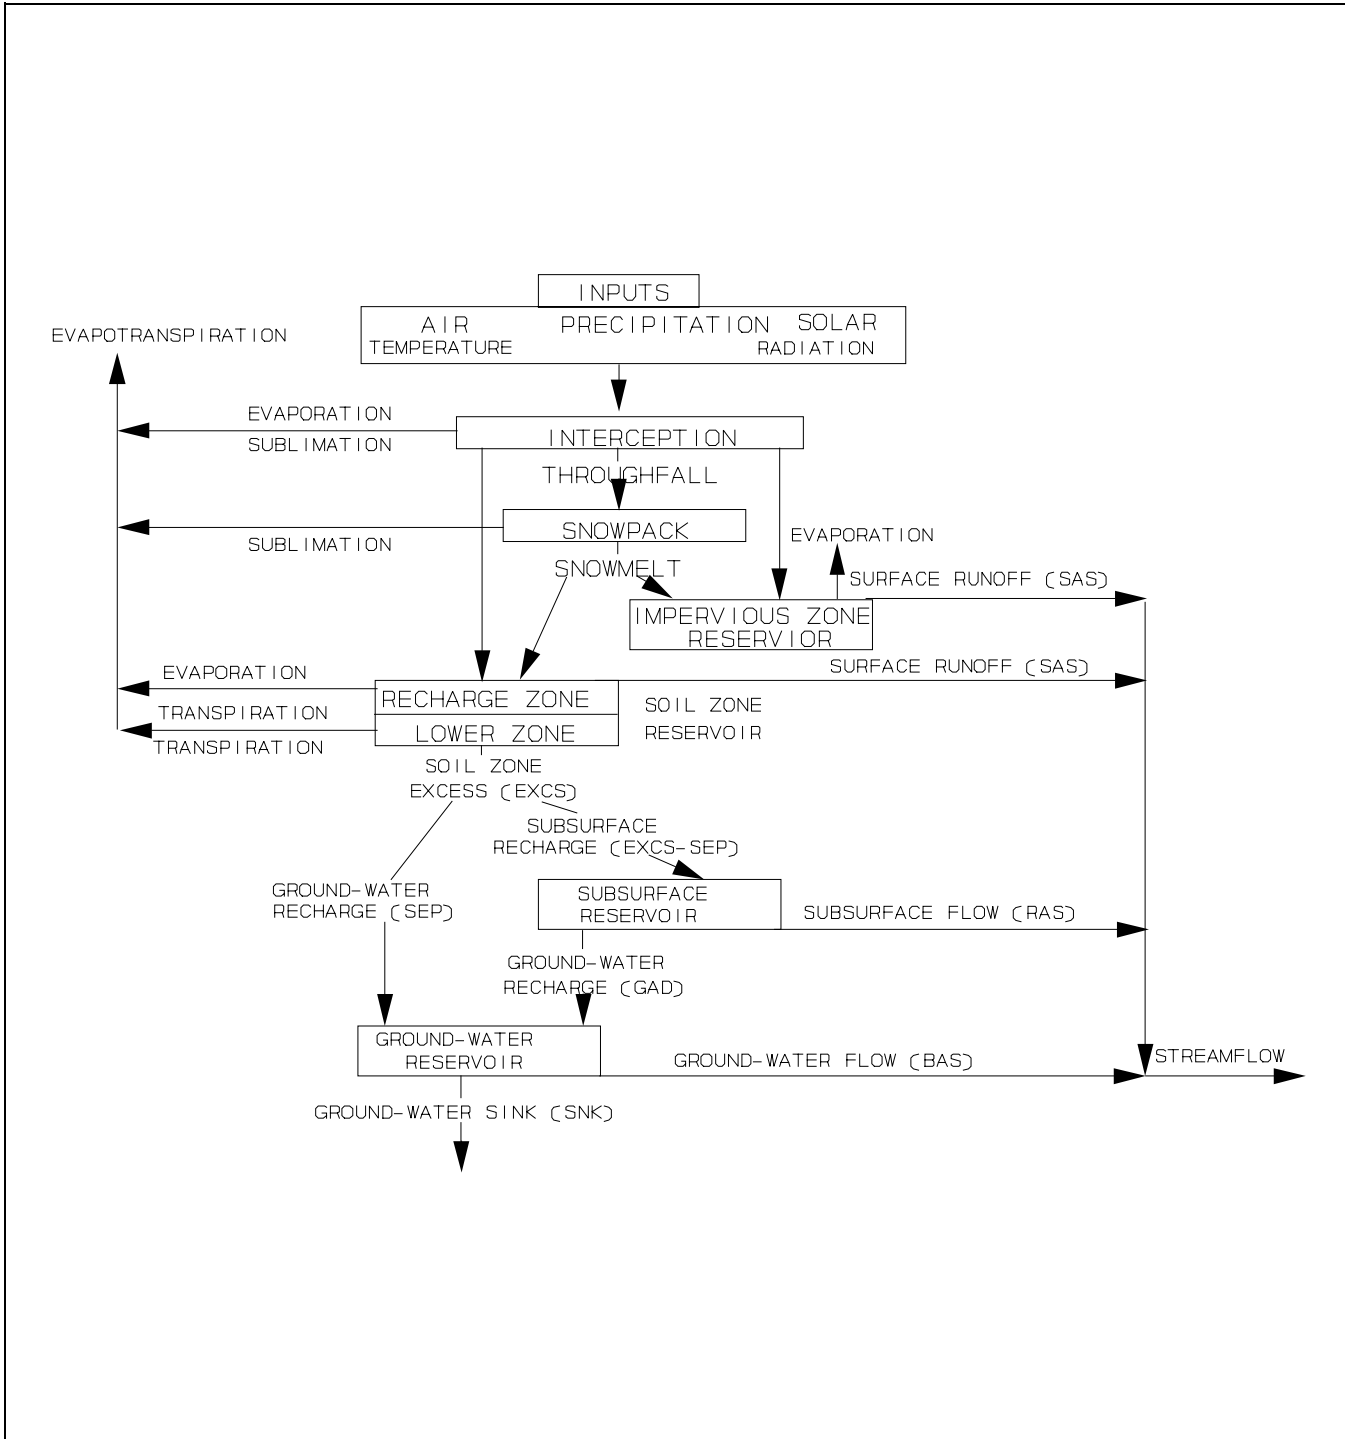 INPUTS
AIR PRECIPITATION SOLAR
TEMPERATURE RADIATION
EVAPOTRANSPIRATION
EVAPORATION
SUBLIMATION
INTERCEPTION
THROUGHFALL
SNOWPACK
SUBLIMATION
EVAPORATION
SNOWMELT
SURFACE RUNOFF (SAS)
IMPERVIOUS ZONE
RESERVIOR
EVAPORATION
SURFACE RUNOFF (SAS)
RECHARGE ZONE
SOIL ZONE
RESERVOIR
TRANSPIRATION
LOWER ZONE
TRANSPIRATION
SOIL ZONE
EXCESS (EXCS)
SUBSURFACE
RECHARGE (EXCS-SEP)
GROUND-WATER
RECHARGE (SEP)
SUBSURFACE
RESERVOIR
SUBSURFACE FLOW (RAS)
GROUND-WATER
RECHARGE (GAD)
GROUND-WATER
RESERVOIR
GROUND-WATER FLOW (BAS)
STREAMFLOW
GROUND-WATER SINK (SNK)